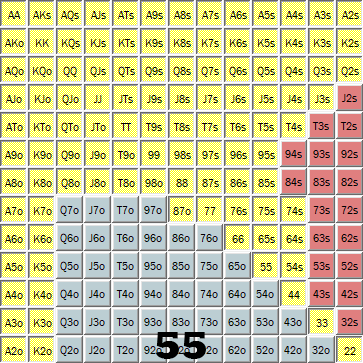 AA AKs AQs AJs ATs A9s A8s A7s A6s A5s A4s A3s A2s
AKo KK KQs KJs KTs K9s K8s K7s K6s K5s K4s K3s K2s
AQo KQo QQ QJs QTs Q9s Q8s Q7s Q6s Q5s Q4s Q3s Q2s
AJo KJo QJo JJ JTs J9s J8s J7s J6s J5s J4s J3s J2s
ATo KTo QTo JTo TT T9s T8s T7s T6s T5s T4s T3s T2s
A9o K9o Q9o J9o T9o 99 98s 97s 96s 95s 94s 93s 92s
A8o K8o Q8o J8o T8o 98o 88 87s 86s 85s 84s 83s 82s
A7o K7o Q7o J7o T7o 97o 87o 77 76s 75s 74s 73s 72s
A6o K6o Q6o J6o T6o 96o 86o 76o 66 65s 64s 63s 62s
A5o K5o Q5o J5o T5o 95o 85o 75o 65o 55 54s 53s 52s
A4o K4o Q4o J4o T4o 94o 84o 74o 64o 54o 44 43s 42s
A3o K3o Q3o J3o T3o 93o 83o 73o 63o 53o 43o 33 32s
A2o K2o Q2o J2o T2o 92o 55 72o 62o 52o 42o 32o 22